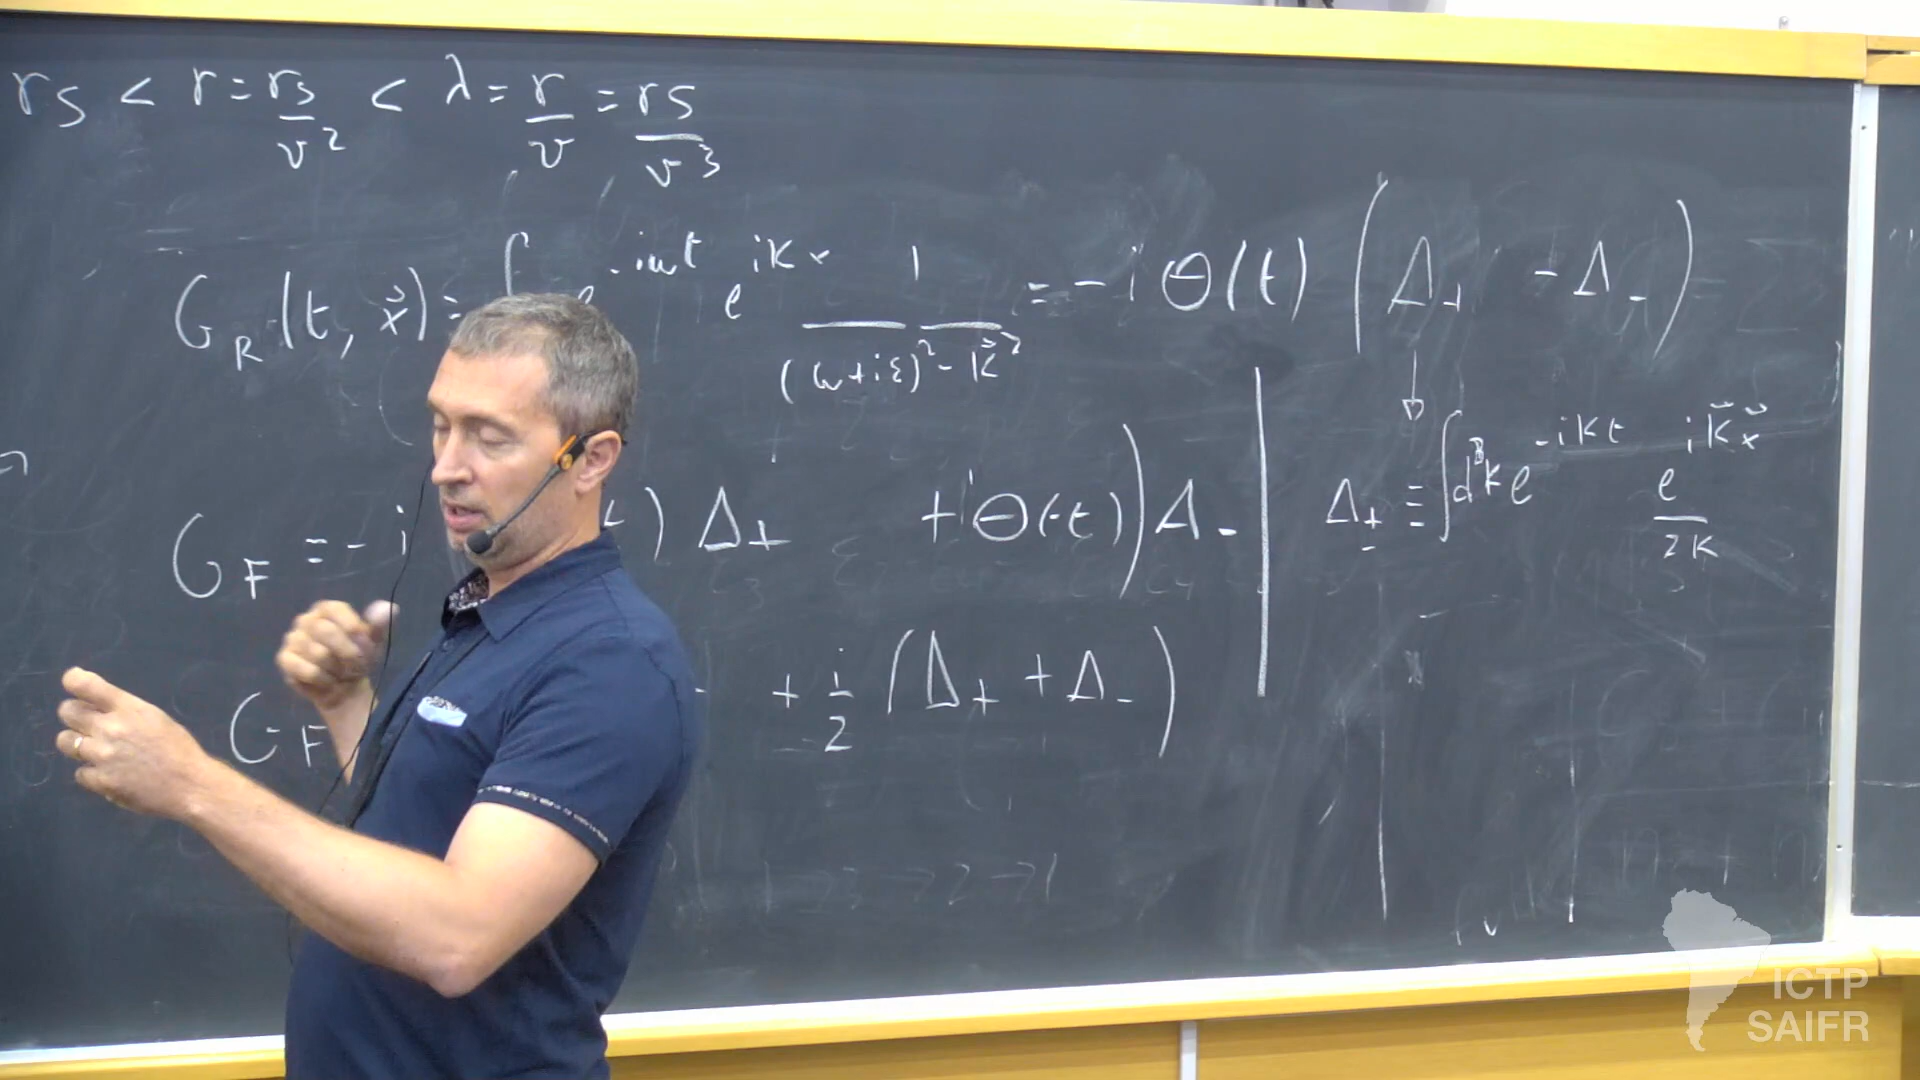 rs < r = rs/v² < λ = r/v = rs/v³
G_R(t, x⃗) = ∫ e^{-iωt} e^{ikx} 1/((ω+iε)² - k⃗²) = -i Θ(t) (Δ₊ - Δ₋)
Δ± ≡ ∫ d³k e^{-ikt} e^{ik⃗x⃗}/2k
G_F = -i ) Δ₊ + Θ(-t)) Δ₋
G_F + i/2 (Δ₊ + Δ₋)
ICTP
SAIFR